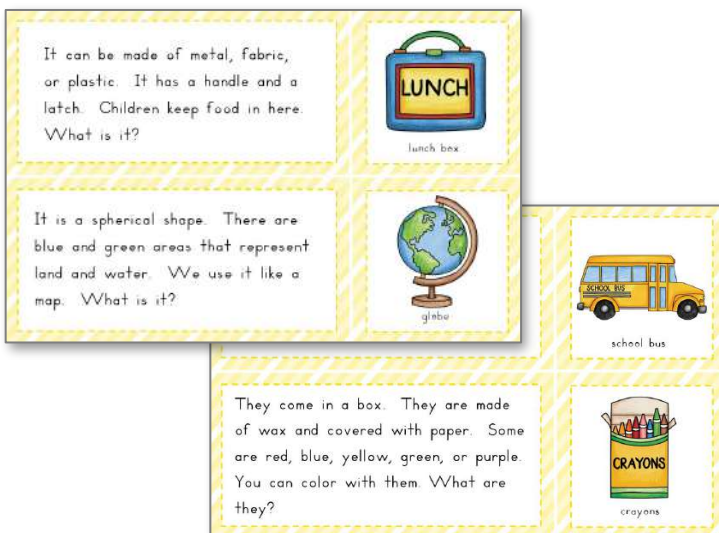 It can be made of metal, fabric,
or plastic. It has a handle and a
latch. Children keep food in here.
What is it?
LUNCH
lunch box
It is a spherical shape. There are
blue and green areas that represent
land and water. We use it like a
map. What is it?
globe
SCHOOL BUS
school bus
They come in a box. They are made
of wax and covered with paper. Some
are red, blue, yellow, green, or purple.
You can color with them. What are
they?
CRAYONS
crayons